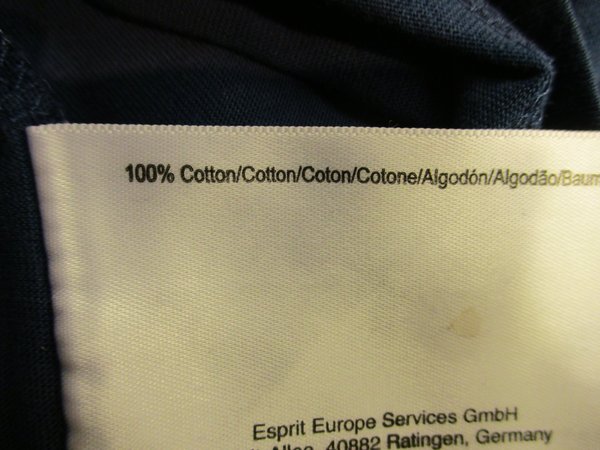 100% Cotton/Cotton/Coton/Cotone/Algodón/Algodão/Baum
Esprit Europe Services GmbH
40882 Ratingen, Germany